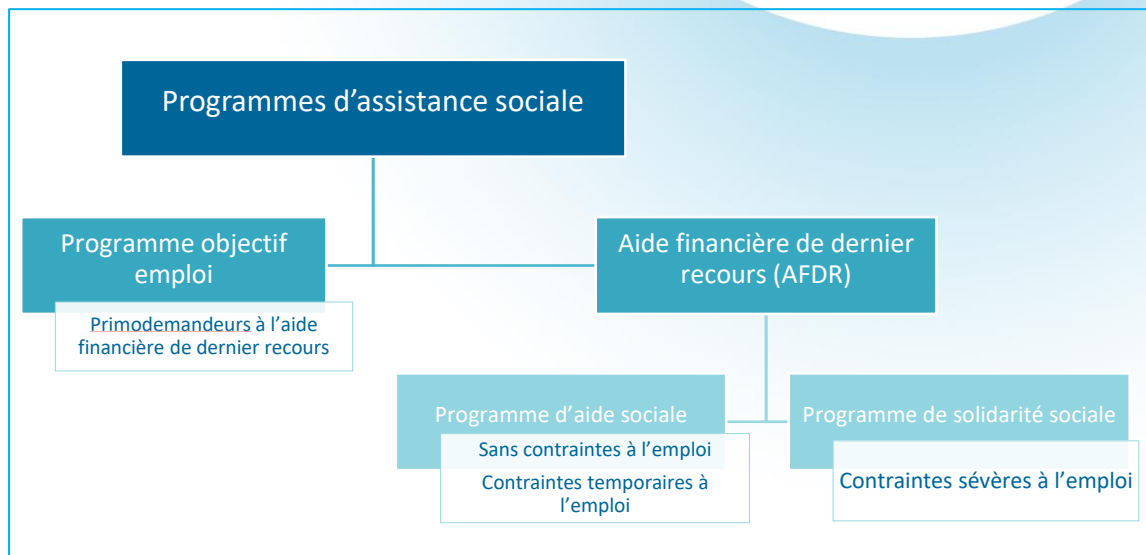 Programmes d’assistance sociale
Programme objectif
emploi
Primodemandeurs à l’aide
financière de dernier recours
Aide financière de dernier
recours (AFDR)
Programme d’aide sociale
Sans contraintes à l’emploi
Contraintes temporaires à
l’emploi
Programme de solidarité sociale
Contraintes sévères à l’emploi